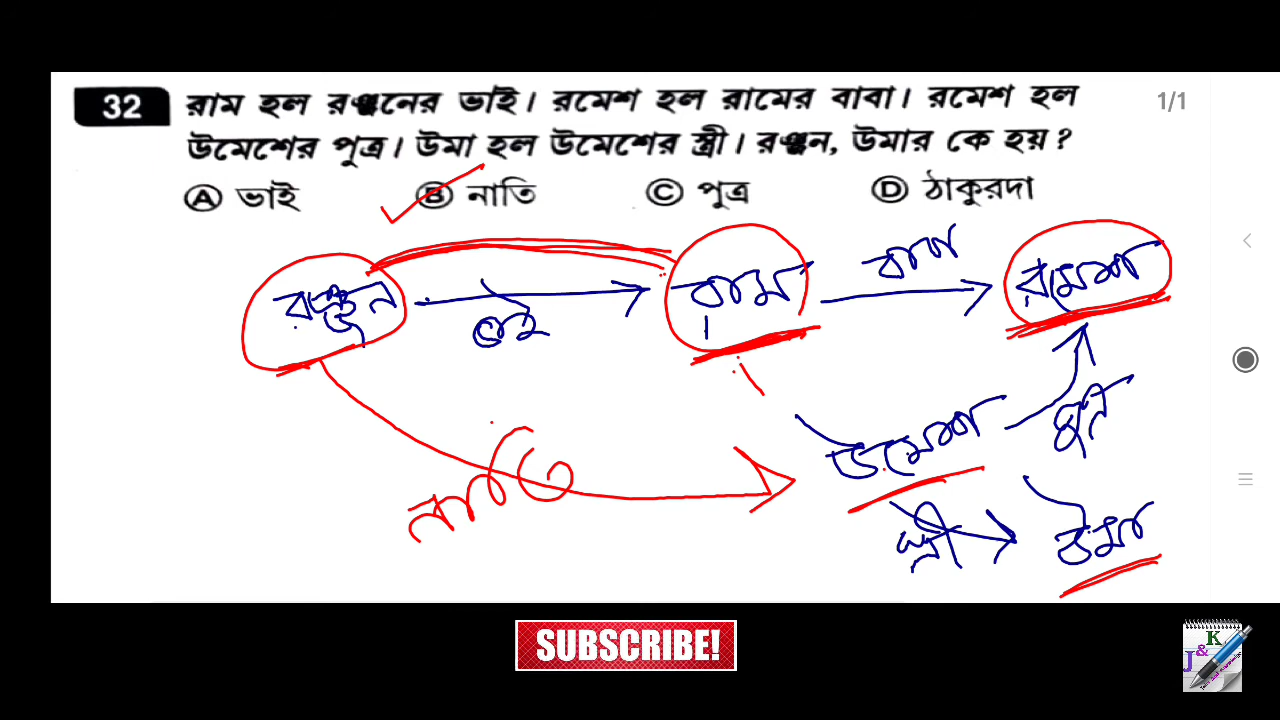 32 রাম হল রঞ্জনের ভাই। রমেশ হল রামের বাবা। রমেশ হল
1/1
উমেশের পুত্র। উমা হল উমেশের স্ত্রী। রঞ্জন, উমার কে হয়?
A ভাই B নাতি C পুত্র D ঠাকুরদা
রঞ্জন ভাই রাম বাবা রমেশ
উমেশ পুত্র
নাতি
স্ত্রী উমা
SUBSCRIBE!
J&K